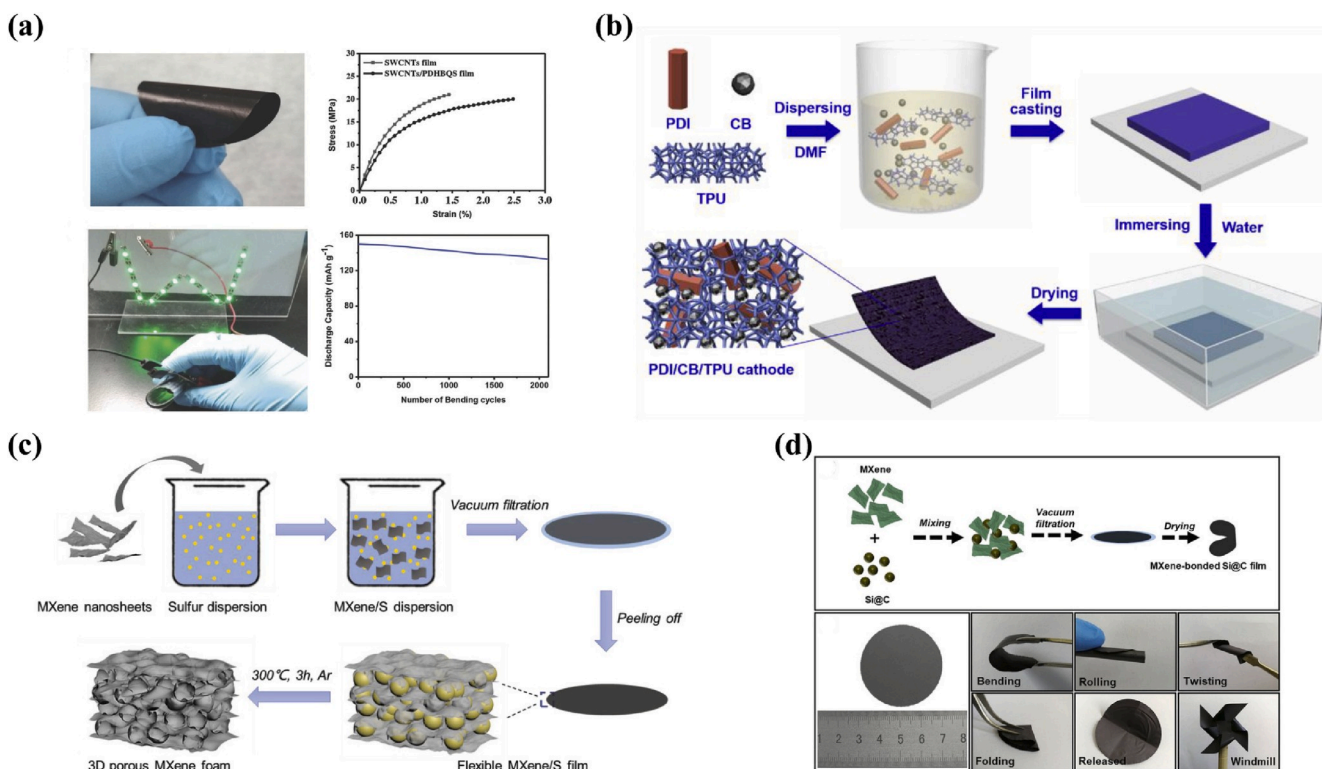 (a)
SWCNTs film
SWCNTs/PDHBQS film
Stress (MPa)
30
25
20
15
10
5
0
0.0 0.5 1.0 1.5 2.0 2.5 3.0
Strain (%)
Discharge Capacity (mAh g⁻¹)
160
120
80
40
0
0 500 1000 1500 2000
Number of Bending cycles
(b)
PDI
CB
TPU
Dispersing
DMF
Film
casting
Immersing Water
Drying
PDI/CB/TPU cathode
(c)
MXene nanosheets
Sulfur dispersion
MXene/S dispersion
Vacuum filtration
Peeling off
300℃, 3h, Ar
3D porous MXene foam
Flexible MXene/S film
(d)
MXene
+
Si@C
Mixing
Vacuum
filtration
Drying
MXene-bonded Si@C film
1 2 3 4 5 6 7 8
Bending
Rolling
Twisting
Folding
Released
Windmill